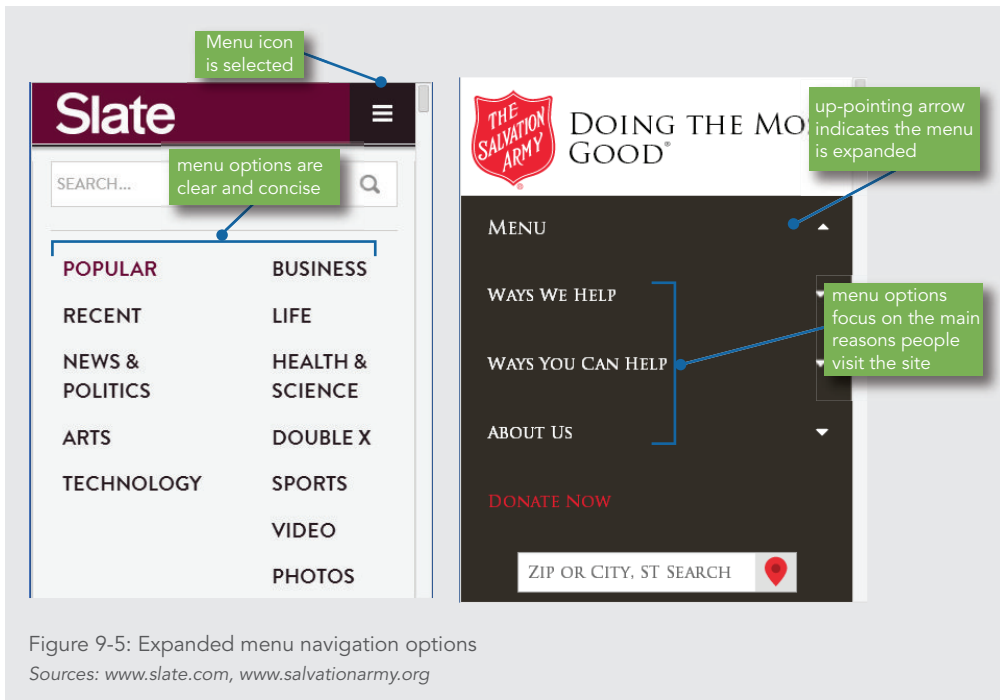 Menu icon
is selected
Slate
menu options are
clear and concise
SEARCH...
POPULAR
RECENT
NEWS &
POLITICS
ARTS
TECHNOLOGY
BUSINESS
LIFE
HEALTH &
SCIENCE
DOUBLE X
SPORTS
VIDEO
PHOTOS
THE
SALVATION
ARMY
DOING THE MO
GOOD®
up-pointing arrow
indicates the menu
is expanded
MENU
WAYS WE HELP
WAYS YOU CAN HELP
ABOUT US
menu options
focus on the main
reasons people
visit the site
DONATE NOW
ZIP OR CITY, ST SEARCH
Figure 9-5: Expanded menu navigation options
Sources: www.slate.com, www.salvationarmy.org